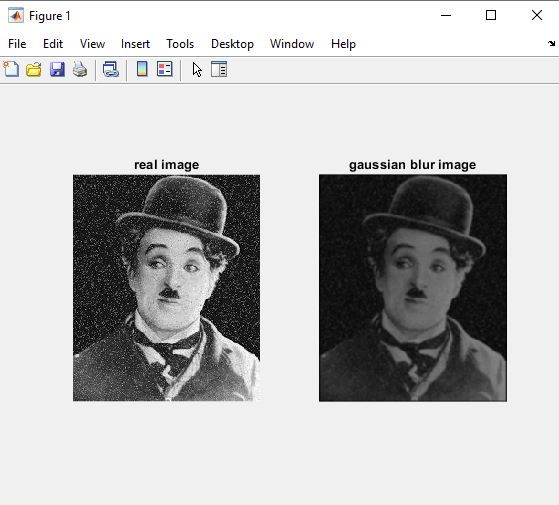 Figure 1
File Edit View Insert Tools Desktop Window Help
real image
gaussian blur image